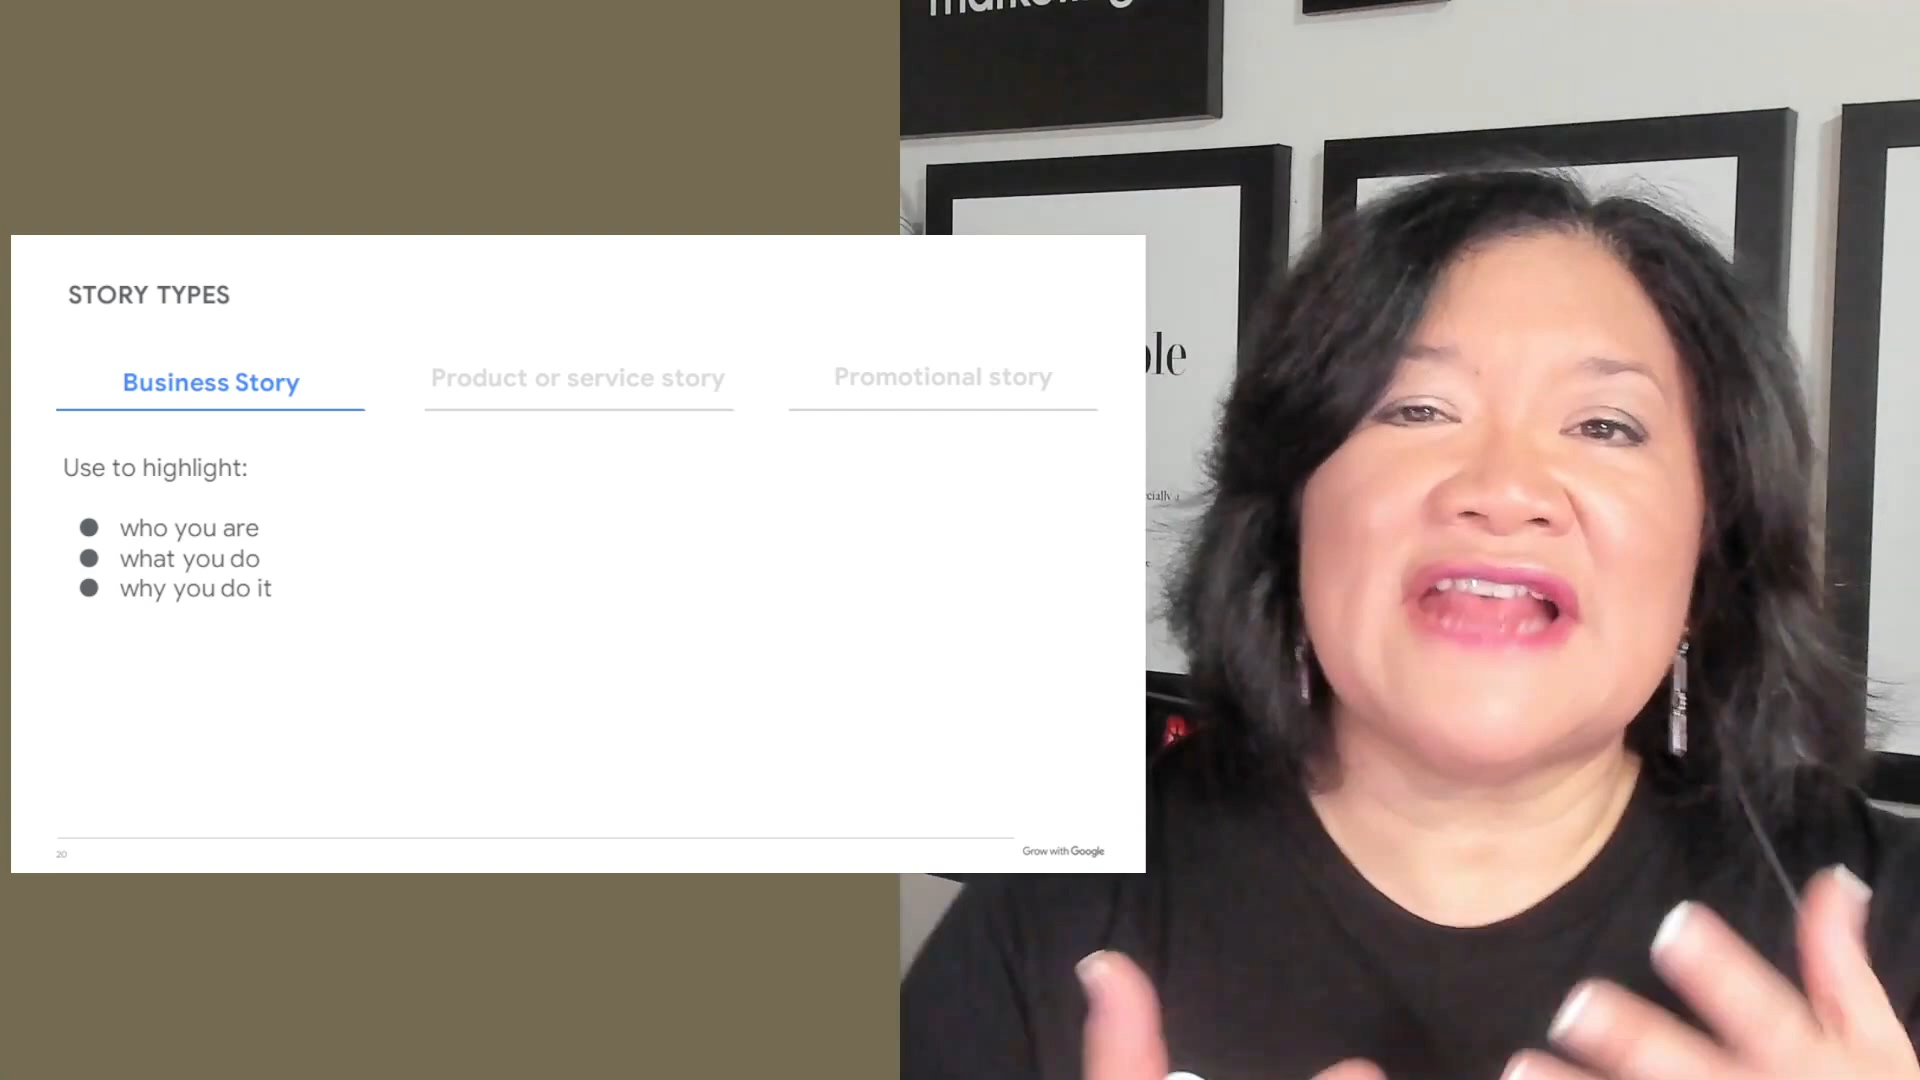 STORY TYPES
Business Story
Product or service story
Promotional story
Use to highlight:
● who you are
● what you do
● why you do it
20
Grow with Google